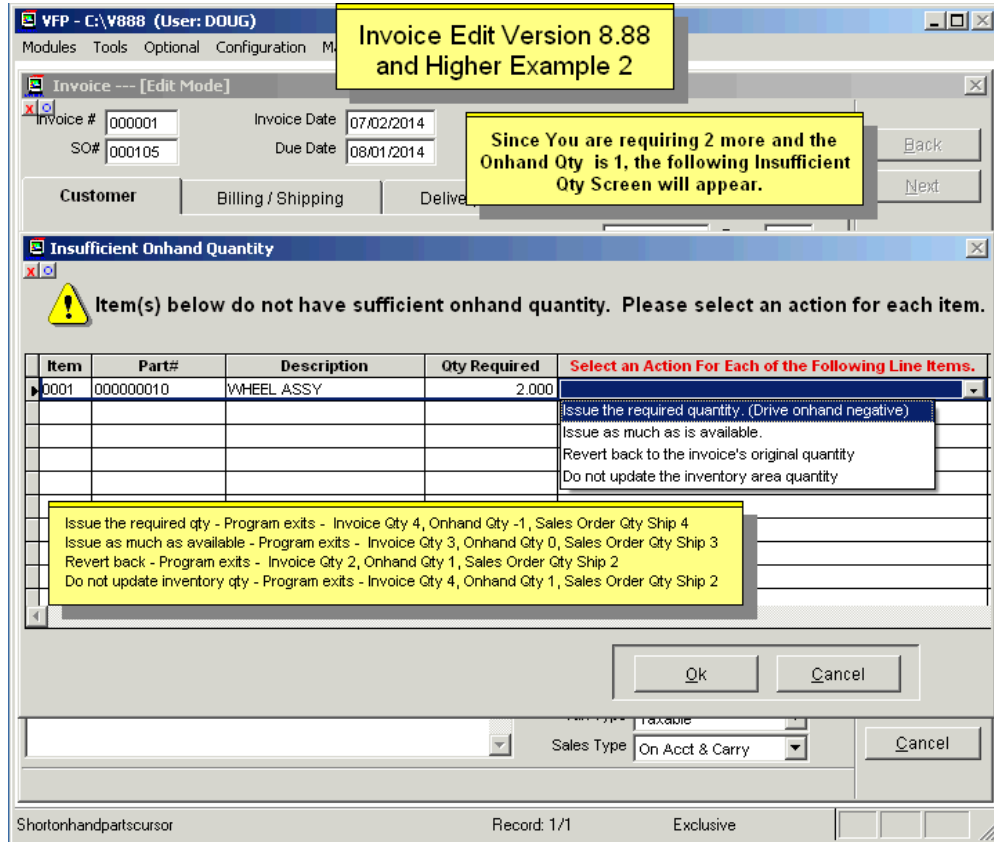 VFP - C:\V888 (User: DOUG)
Modules Tools Optional Configuration
Invoice Edit Version 8.88
and Higher Example 2
Invoice --- [Edit Mode]
Invoice # 000001
Invoice Date 07/02/2014
SO# 000105
Due Date 08/01/2014
Since You are requiring 2 more and the
Onhand Qty is 1, the following Insufficient
Qty Screen will appear.
Back
Next
Customer Billing / Shipping
Insufficient Onhand Quantity
Item(s) below do not have sufficient onhand quantity. Please select an action for each item.
Item Part# Description Qty Required Select an Action For Each of the Following Line Items.
0001 000000010 WHEEL ASSY 2.000
Issue the required quantity. (Drive onhand negative)
Issue as much as is available.
Revert back to the invoice's original quantity
Do not update the inventory area quantity
Issue the required qty - Program exits - Invoice Qty 4, Onhand Qty -1, Sales Order Qty Ship 4
Issue as much as available - Program exits - Invoice Qty 3, Onhand Qty 0, Sales Order Qty Ship 3
Revert back - Program exits - Invoice Qty 2, Onhand Qty 1, Sales Order Qty Ship 2
Do not update inventory qty - Program exits - Invoice Qty 4, Onhand Qty 1, Sales Order Qty Ship 2
Ok Cancel
Taxable
Sales Type On Acct & Carry
Cancel
Shortonhandpartscursor Record: 1/1 Exclusive